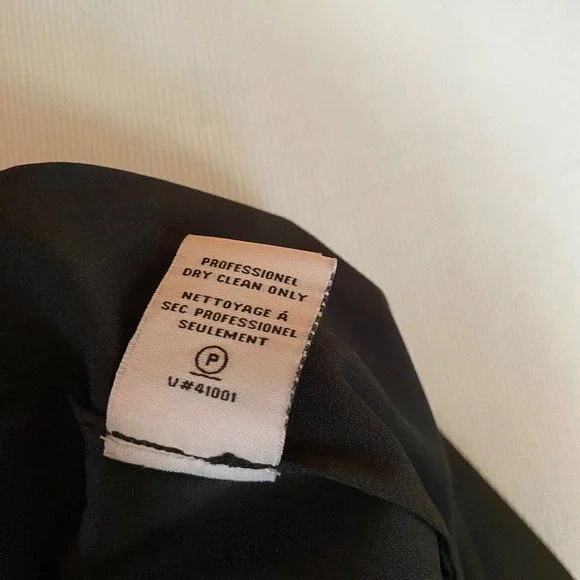 PROFESSIONEL
DRY CLEAN ONLY
NETTOYAGE Á
SEC PROFESSIONEL
SEULEMENT
P
V#41001